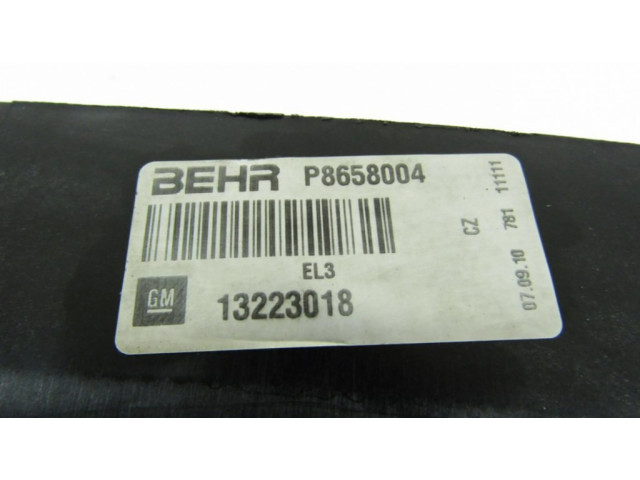 BEHR P8658004
EL3
GM 13223018
CZ
07.09.10 781 11111